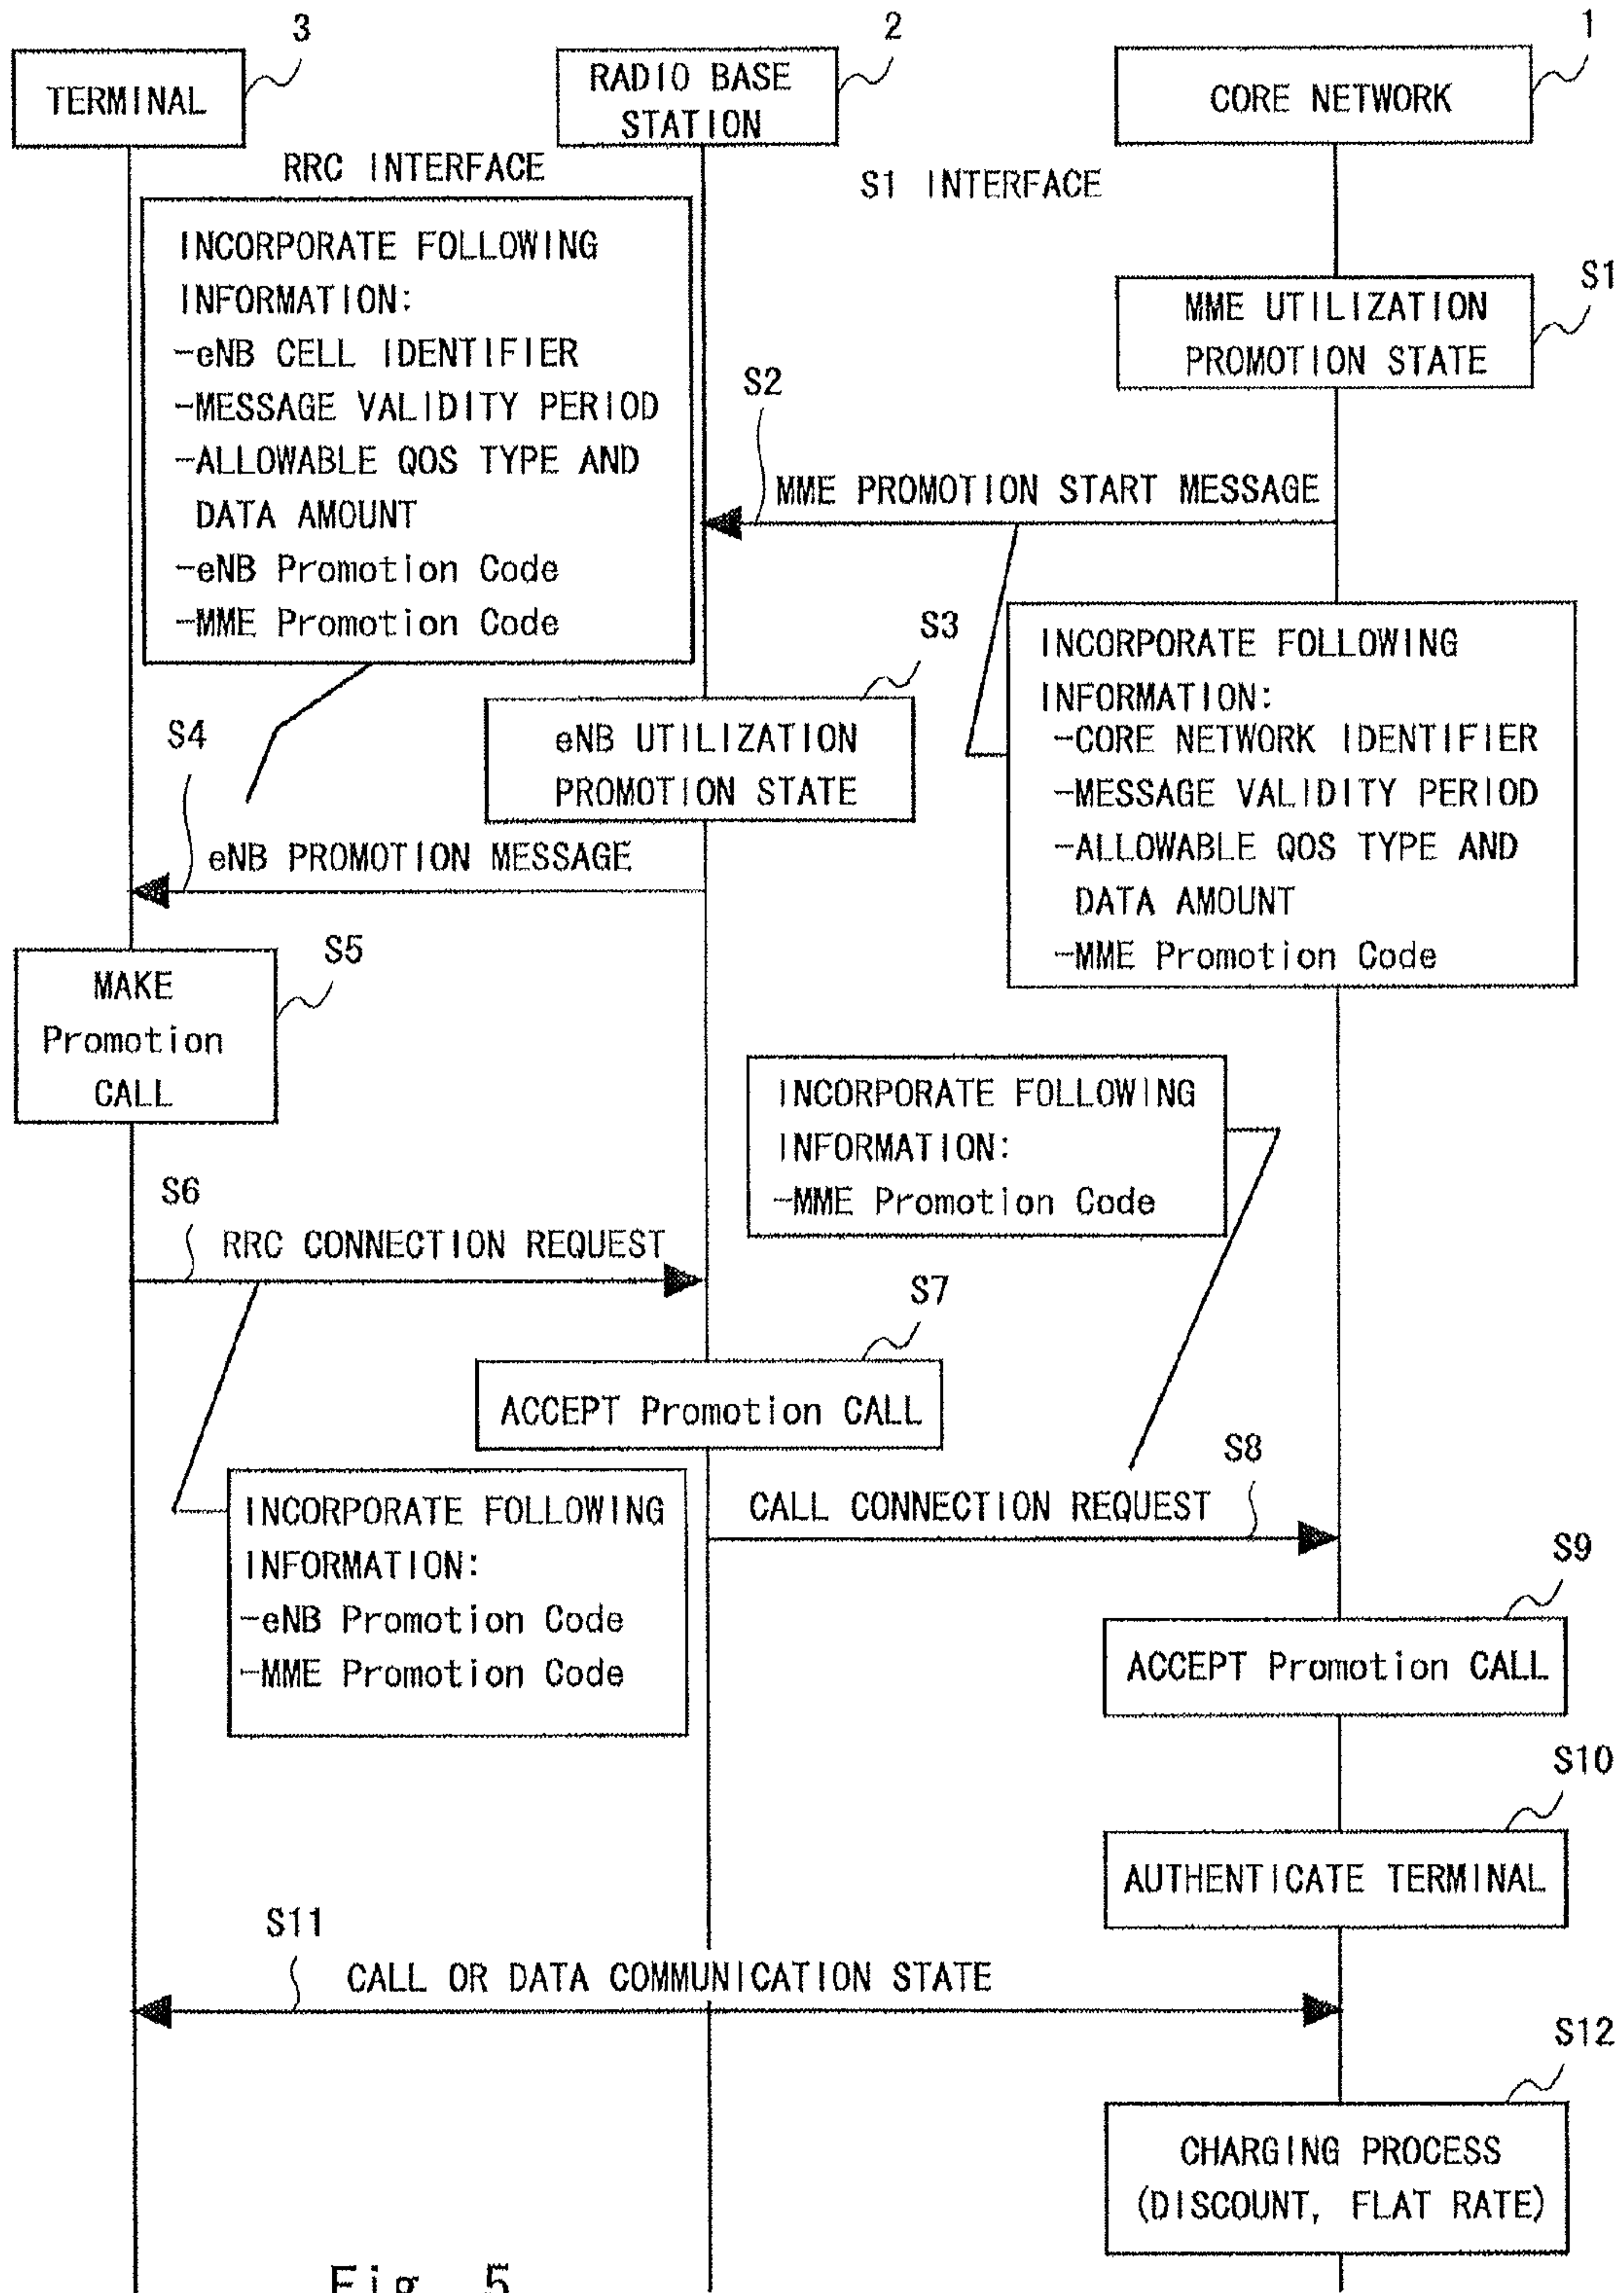 3
2
1
TERMINAL
RADIO BASE
STATION
CORE NETWORK
RRC INTERFACE
S1 INTERFACE
INCORPORATE FOLLOWING
INFORMATION:
-eNB CELL IDENTIFIER
-MESSAGE VALIDITY PERIOD
-ALLOWABLE QOS TYPE AND
DATA AMOUNT
-eNB Promotion Code
-MME Promotion Code
S1
MME UTILIZATION
PROMOTION STATE
S2
MME PROMOTION START MESSAGE
S3
INCORPORATE FOLLOWING
INFORMATION:
-CORE NETWORK IDENTIFIER
-MESSAGE VALIDITY PERIOD
-ALLOWABLE QOS TYPE AND
DATA AMOUNT
-MME Promotion Code
eNB UTILIZATION
PROMOTION STATE
S4
eNB PROMOTION MESSAGE
S5
MAKE
Promotion
CALL
INCORPORATE FOLLOWING
INFORMATION:
-MME Promotion Code
S6
RRC CONNECTION REQUEST
S7
ACCEPT Promotion CALL
S8
CALL CONNECTION REQUEST
INCORPORATE FOLLOWING
INFORMATION:
-eNB Promotion Code
-MME Promotion Code
S9
ACCEPT Promotion CALL
S10
AUTHENTICATE TERMINAL
S11
CALL OR DATA COMMUNICATION STATE
S12
CHARGING PROCESS
(DISCOUNT, FLAT RATE)
Fig. 5